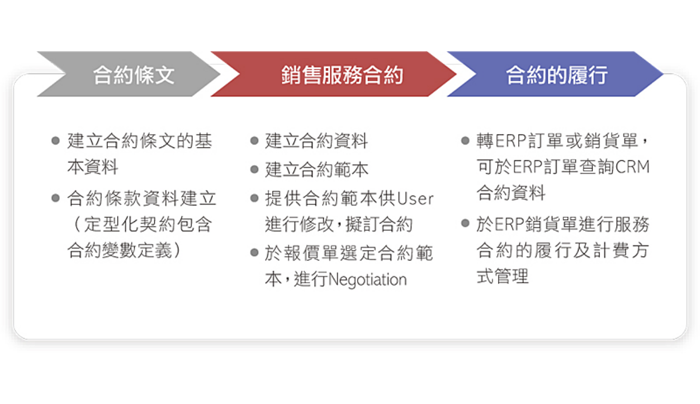 合約條文
銷售服務合約
合約的履行
建立合約條文的基
本資料
合約條款資料建立
（定型化契約包含
合約變數定義）
建立合約資料
建立合約範本
提供合約範本供User
進行修改，擬訂合約
於報價單選定合約範
本，進行Negotiation
轉ERP訂單或銷貨單，
可於ERP訂單查詢CRM
合約資料
於ERP銷貨單進行服務
合約的履行及計費方
式管理